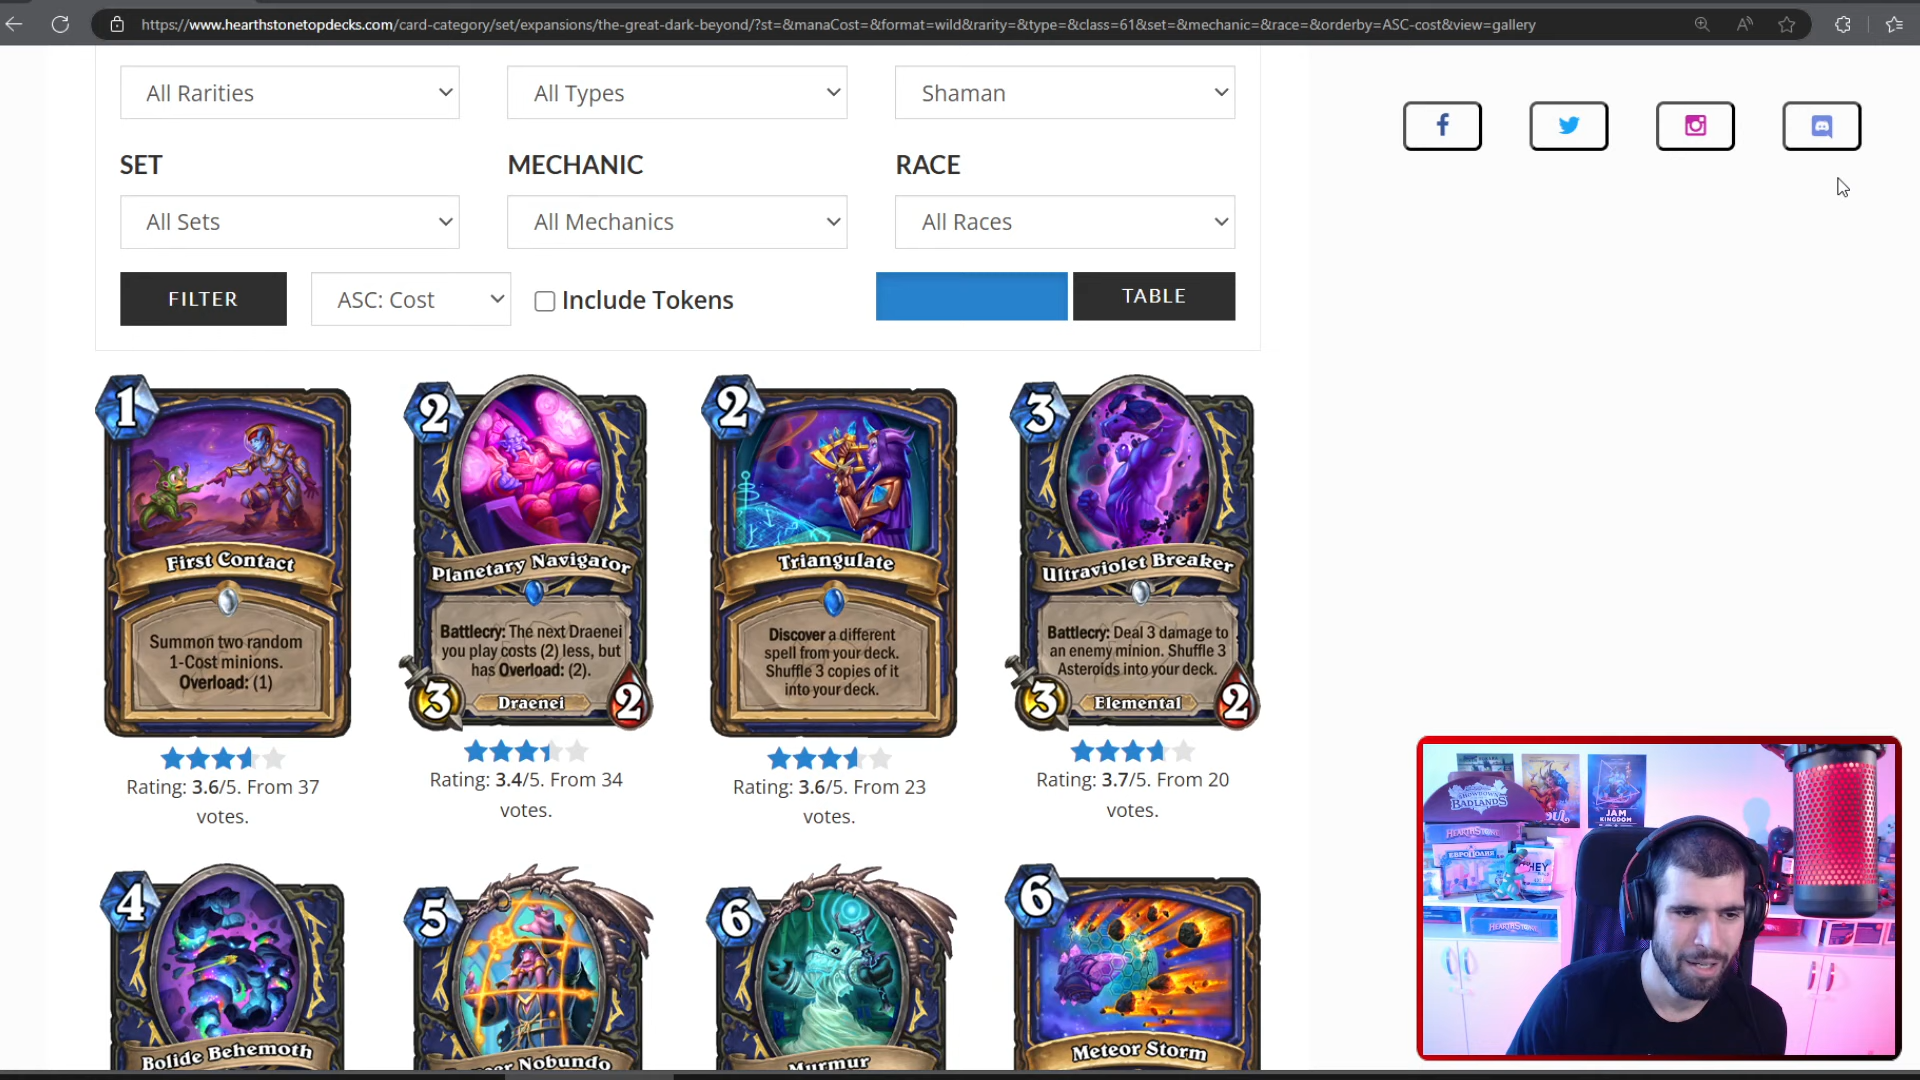 https://www.hearthstonetopdecks.com/card-category/set/expansions/the-great-dark-beyond/?st=&manaCost=&format=wild&rarity=&type=&class=61&set=&mechanic=&race=&orderby=ASC-cost&view=gallery
All Rarities
All Types
Shaman
SET
MECHANIC
RACE
All Sets
All Mechanics
All Races
FILTER
ASC: Cost
Include Tokens
TABLE
1
First Contact
Summon two random
1-Cost minions.
Overload: (1)
Rating: 3.6/5. From 37
votes.
2
Planetary Navigator
Battlecry: The next Draenei
you play costs (2) less, but
has Overload: (2).
3
Draenei
2
Rating: 3.4/5. From 34
votes.
2
Triangulate
Discover a different
spell from your deck.
Shuffle 3 copies of it
into your deck.
Rating: 3.6/5. From 23
votes.
3
Ultraviolet Breaker
Battlecry: Deal 3 damage to
an enemy minion. Shuffle 3
Asteroids into your deck.
3
Elemental
2
Rating: 3.7/5. From 20
votes.
4
Bolide Behemoth
5
Nobundo
6
Murmur
6
Meteor Storm
SHOWDOWN
BADLANDS
HEARTHSTONE
JAM
KINGDOM
HEARTHSTONE